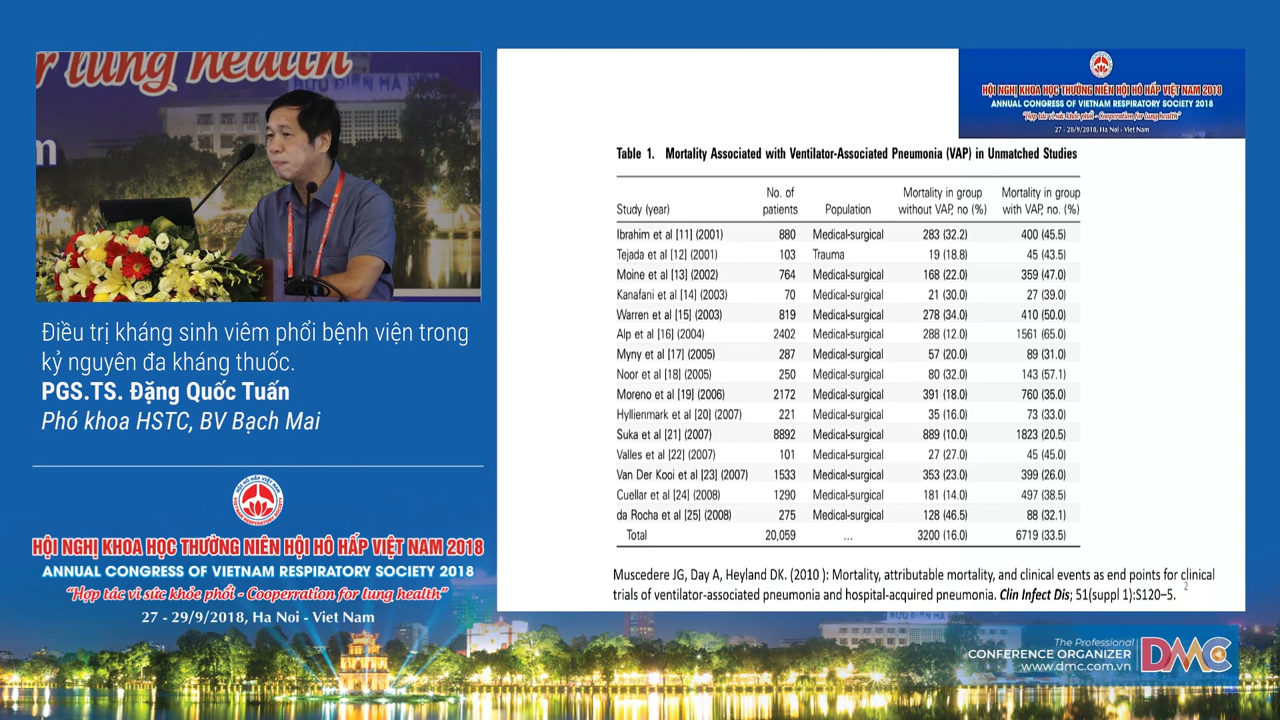 r lung health
BƯU ĐIỆN HÀ N
m
Điều trị kháng sinh viêm phổi bệnh viện trong
kỷ nguyên đa kháng thuốc.
PGS.TS. Đặng Quốc Tuấn
Phó khoa HSTC, BV Bạch Mai
HỘI NGHỊ KHOA HỌC THƯỜNG NIÊN HỘI HÔ HẤP VIỆT NAM 2018
ANNUAL CONGRESS OF VIETNAM RESPIRATORY SOCIETY 2018
"Hợp tác vì sức khỏe phổi - Cooperration for lung health"
27 - 29/9/2018, Ha Noi - Viet Nam
HỘI NGHỊ KHOA HỌC THƯỜNG NIÊN HỘI HÔ HẤP VIỆT NAM 2018
ANNUAL CONGRESS OF VIETNAM RESPIRATORY SOCIETY 2018
"Hợp tác vì sức khỏe phổi - Cooperation for lung health"
Table 1. Mortality Associated with Ventilator-Associated Pneumonia (VAP) in Unmatched Studies
Study (year) No. of patients Population Mortality in group without VAP, no (%) Mortality in group with VAP, no. (%)
Ibrahim et al [11] (2001) 880 Medical-surgical 283 (32.2) 400 (45.5)
Tejada et al [12] (2001) 103 Trauma 19 (18.8) 45 (43.5)
Moine et al [13] (2002) 764 Medical-surgical 168 (22.0) 359 (47.0)
Kanafani et al [14] (2003) 70 Medical-surgical 21 (30.0) 27 (39.0)
Warren et al [15] (2003) 819 Medical-surgical 278 (34.0) 410 (50.0)
Alp et al [16] (2004) 2402 Medical-surgical 288 (12.0) 1561 (65.0)
Myny et al [17] (2005) 287 Medical-surgical 57 (20.0) 89 (31.0)
Noor et al [18] (2005) 250 Medical-surgical 80 (32.0) 143 (57.1)
Moreno et al [19] (2006) 2172 Medical-surgical 391 (18.0) 760 (35.0)
Hyllienmark et al [20] (2007) 221 Medical-surgical 35 (16.0) 73 (33.0)
Suka et al [21] (2007) 8892 Medical-surgical 889 (10.0) 1823 (20.5)
Valles et al [22] (2007) 101 Medical-surgical 27 (27.0) 45 (45.0)
Van Der Kooi et al [23] (2007) 1533 Medical-surgical 353 (23.0) 399 (26.0)
Cuellar et al [24] (2008) 1290 Medical-surgical 181 (14.0) 497 (38.5)
da Rocha et al [25] (2008) 275 Medical-surgical 128 (46.5) 88 (32.1)
Total 20,059 ... 3200 (16.0) 6719 (33.5)
Muscedere JG, Day A, Heyland DK. (2010 ): Mortality, attributable mortality, and clinical events as end points for clinical
trials of ventilator-associated pneumonia and hospital-acquired pneumonia. Clin Infect Dis; 51(suppl 1):S120–5.
2
The Professional
CONFERENCE ORGANIZER
www.dmc.com.vn
DMC